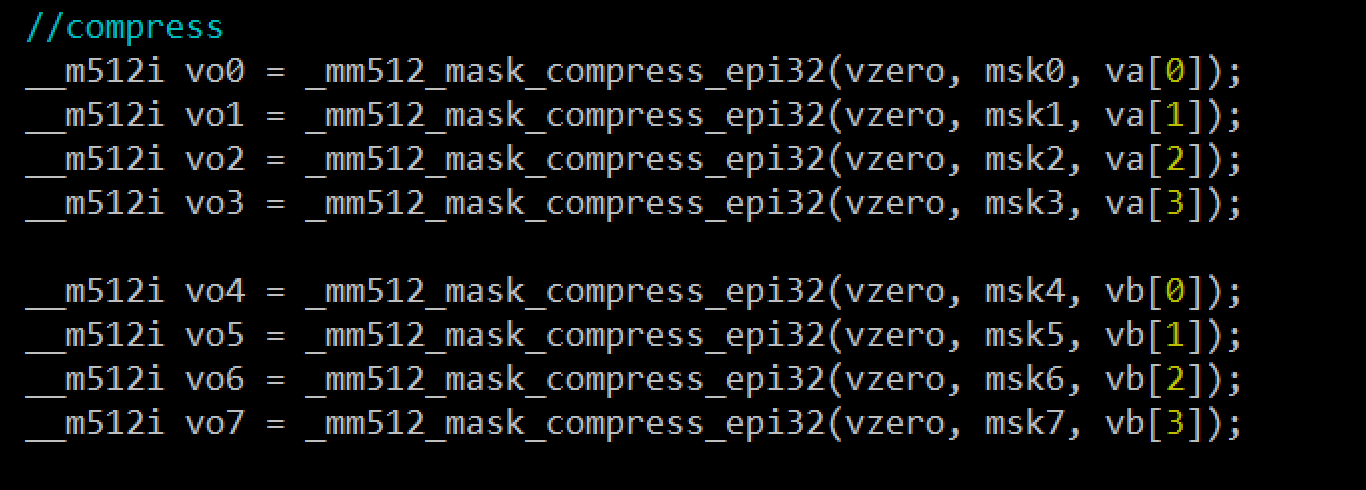 //compress
__m512i vo0 = _mm512_mask_compress_epi32(vzero, msk0, va[0]);
__m512i vo1 = _mm512_mask_compress_epi32(vzero, msk1, va[1]);
__m512i vo2 = _mm512_mask_compress_epi32(vzero, msk2, va[2]);
__m512i vo3 = _mm512_mask_compress_epi32(vzero, msk3, va[3]);
__m512i vo4 = _mm512_mask_compress_epi32(vzero, msk4, vb[0]);
__m512i vo5 = _mm512_mask_compress_epi32(vzero, msk5, vb[1]);
__m512i vo6 = _mm512_mask_compress_epi32(vzero, msk6, vb[2]);
__m512i vo7 = _mm512_mask_compress_epi32(vzero, msk7, vb[3]);